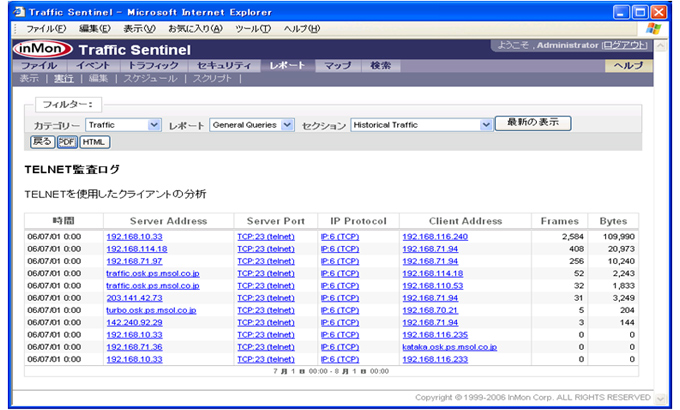 Traffic Sentinel - Microsoft Internet Explorer
ファイル(F) 編集(E) 表示(V) お気に入り(A) ツール(T) ヘルプ(H)
inMon Traffic Sentinel ようこそ , Administrator [ログアウト]
ファイル イベント トラフィック セキュリティ レポート マップ 検索 ヘルプ
表示 | 実行 | 編集 | スケジュール | スクリプト |
フィルター：
カテゴリー Traffic レポート General Queries セクション Historical Traffic 最新の表示
戻る PDF HTML
TELNET監査ログ
TELNETを使用したクライアントの分析
時間 Server Address Server Port IP Protocol Client Address Frames Bytes
06/07/01 0:00 192.168.10.33 TCP:23 (telnet) IP:6 (TCP) 192.168.116.240 2,584 109,990
06/07/01 0:00 192.168.114.18 TCP:23 (telnet) IP:6 (TCP) 192.168.71.94 408 20,973
06/07/01 0:00 192.168.71.97 TCP:23 (telnet) IP:6 (TCP) 192.168.71.94 256 10,240
06/07/01 0:00 traffic.osk.ps.msol.co.jp TCP:23 (telnet) IP:6 (TCP) 192.168.114.18 52 2,243
06/07/01 0:00 traffic.osk.ps.msol.co.jp TCP:23 (telnet) IP:6 (TCP) 192.168.110.53 32 1,833
06/07/01 0:00 203.141.42.73 TCP:23 (telnet) IP:6 (TCP) 192.168.71.94 31 3,249
06/07/01 0:00 turbo.osk.ps.msol.co.jp TCP:23 (telnet) IP:6 (TCP) 192.168.70.21 5 204
06/07/01 0:00 142.240.92.29 TCP:23 (telnet) IP:6 (TCP) 192.168.71.94 3 144
06/07/01 0:00 192.168.10.33 TCP:23 (telnet) IP:6 (TCP) 192.168.116.235 0 0
06/07/01 0:00 192.168.71.36 TCP:23 (telnet) IP:6 (TCP) kataka.osk.ps.msol.co.jp 0 0
06/07/01 0:00 192.168.10.33 TCP:23 (telnet) IP:6 (TCP) 192.168.116.233 0 0
7 月 1 日 00:00 - 8 月 1 日 00:00
Copyright © 1999-2006 InMon Corp. ALL RIGHTS RESERVED